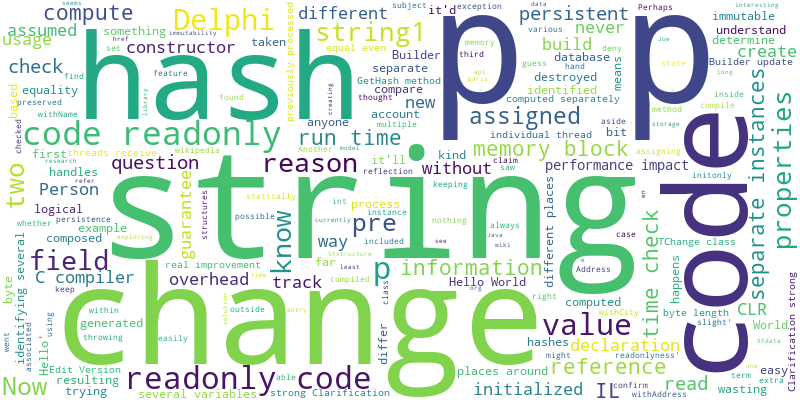 compute
Delphi
different
string1
persistent
immutable
assumed
something
it'd
various
exception
subject
data
seems
Perhaps
interesting
usage
constructor
taken
Builder
build
never
understand
determine
create
check
feature
equal even
previously processed
separate
database
hand
destroyed
Joe
state
deny
guess
means
Builder update
long
equality
based
hash
p p
GetHash method
compare
new
identified
computed separately
memory
third
api
paris
preserved
withName
library
found
thought
multiple
anyone
account
assigned
individual thread
bit
aside
inside
compile
code readonly
run time
without
memory block
method
assigning
storage
first
threads receive
wikipedia
Another
model
kind
it'll
performance impact
claim
saw
reflection
research
refer
question
reason
two
handles
Person
persistence
logical
whether
example
composed
structures
guarantee
statically
possible
currently
string
code
separate instances
properties
initonly
keeping
nothing
int
process
instance
know
pre
always
Java
wiki
way
included
see
org
case
Address
different places
TChange class
time check
happens
field
p
information
C compiler
overhead
track
far
least
class
Hello World
right
value
computed
byte
generated
real improvement
outside
keep
within
change
differ
hashes
might
declaration
reference
CLR
World
byte length
slight'
Hello'
using
went
associated
Edit Version
resulting
trying
throwing
easily
able
term
extra
easy
Clarification strong
Now
identifying several
several variables
readonly code
strong Clarification
places around
initialized
IL
confirm
withAddress
read
wasting